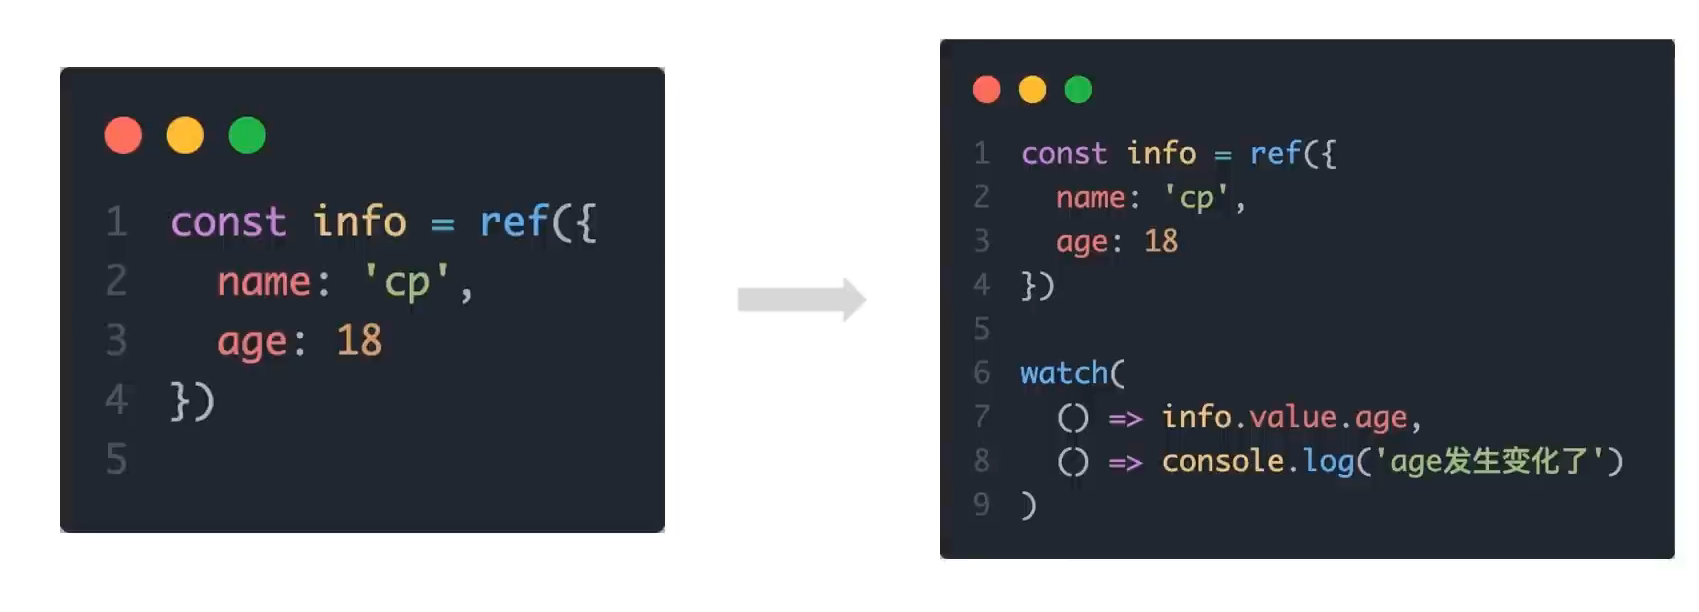 1 const info = ref({
2   name: 'cp',
3   age: 18
4 })
5
1 const info = ref({
2   name: 'cp',
3   age: 18
4 })
5
6 watch(
7   () => info.value.age,
8   () => console.log('age发生变化了')
9 )